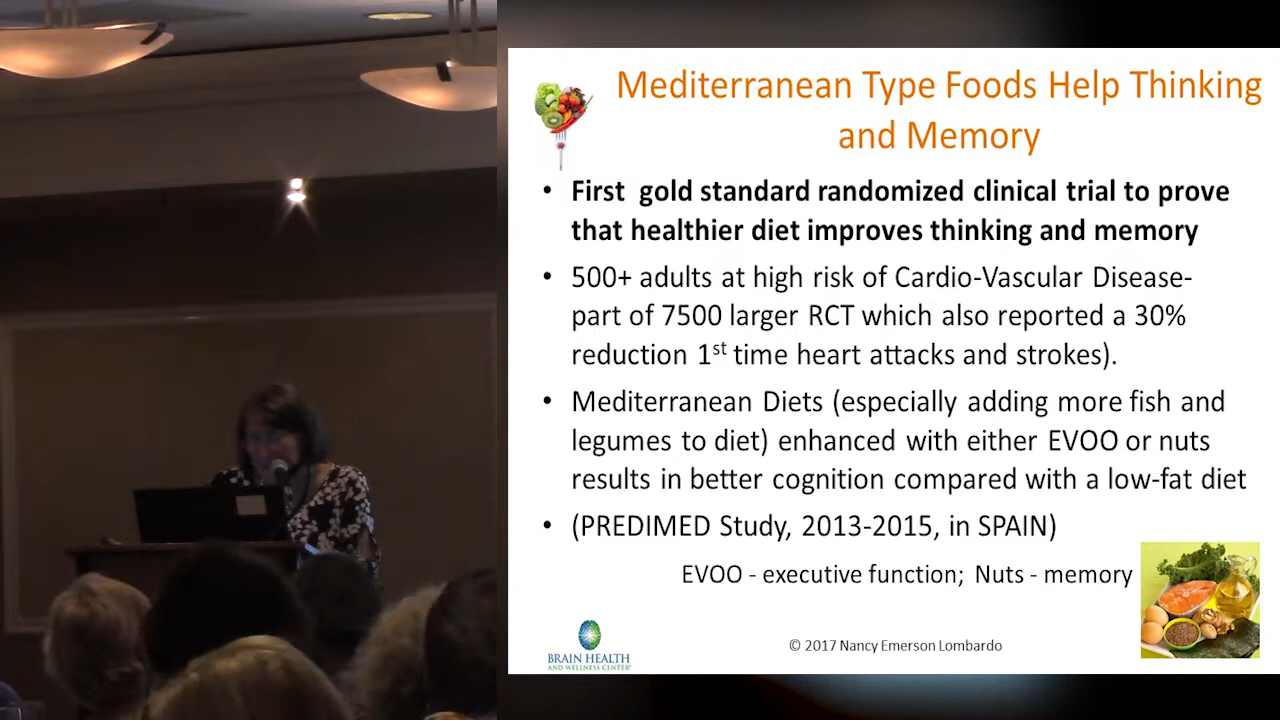 Mediterranean Type Foods Help Thinking
and Memory
• First gold standard randomized clinical trial to prove
that healthier diet improves thinking and memory
• 500+ adults at high risk of Cardio-Vascular Disease-
part of 7500 larger RCT which also reported a 30%
reduction 1st time heart attacks and strokes).
• Mediterranean Diets (especially adding more fish and
legumes to diet) enhanced with either EVOO or nuts
results in better cognition compared with a low-fat diet
• (PREDIMED Study, 2013-2015, in SPAIN)
EVOO - executive function; Nuts - memory
BRAIN HEALTH
AND WELLNESS CENTER®
© 2017 Nancy Emerson Lombardo